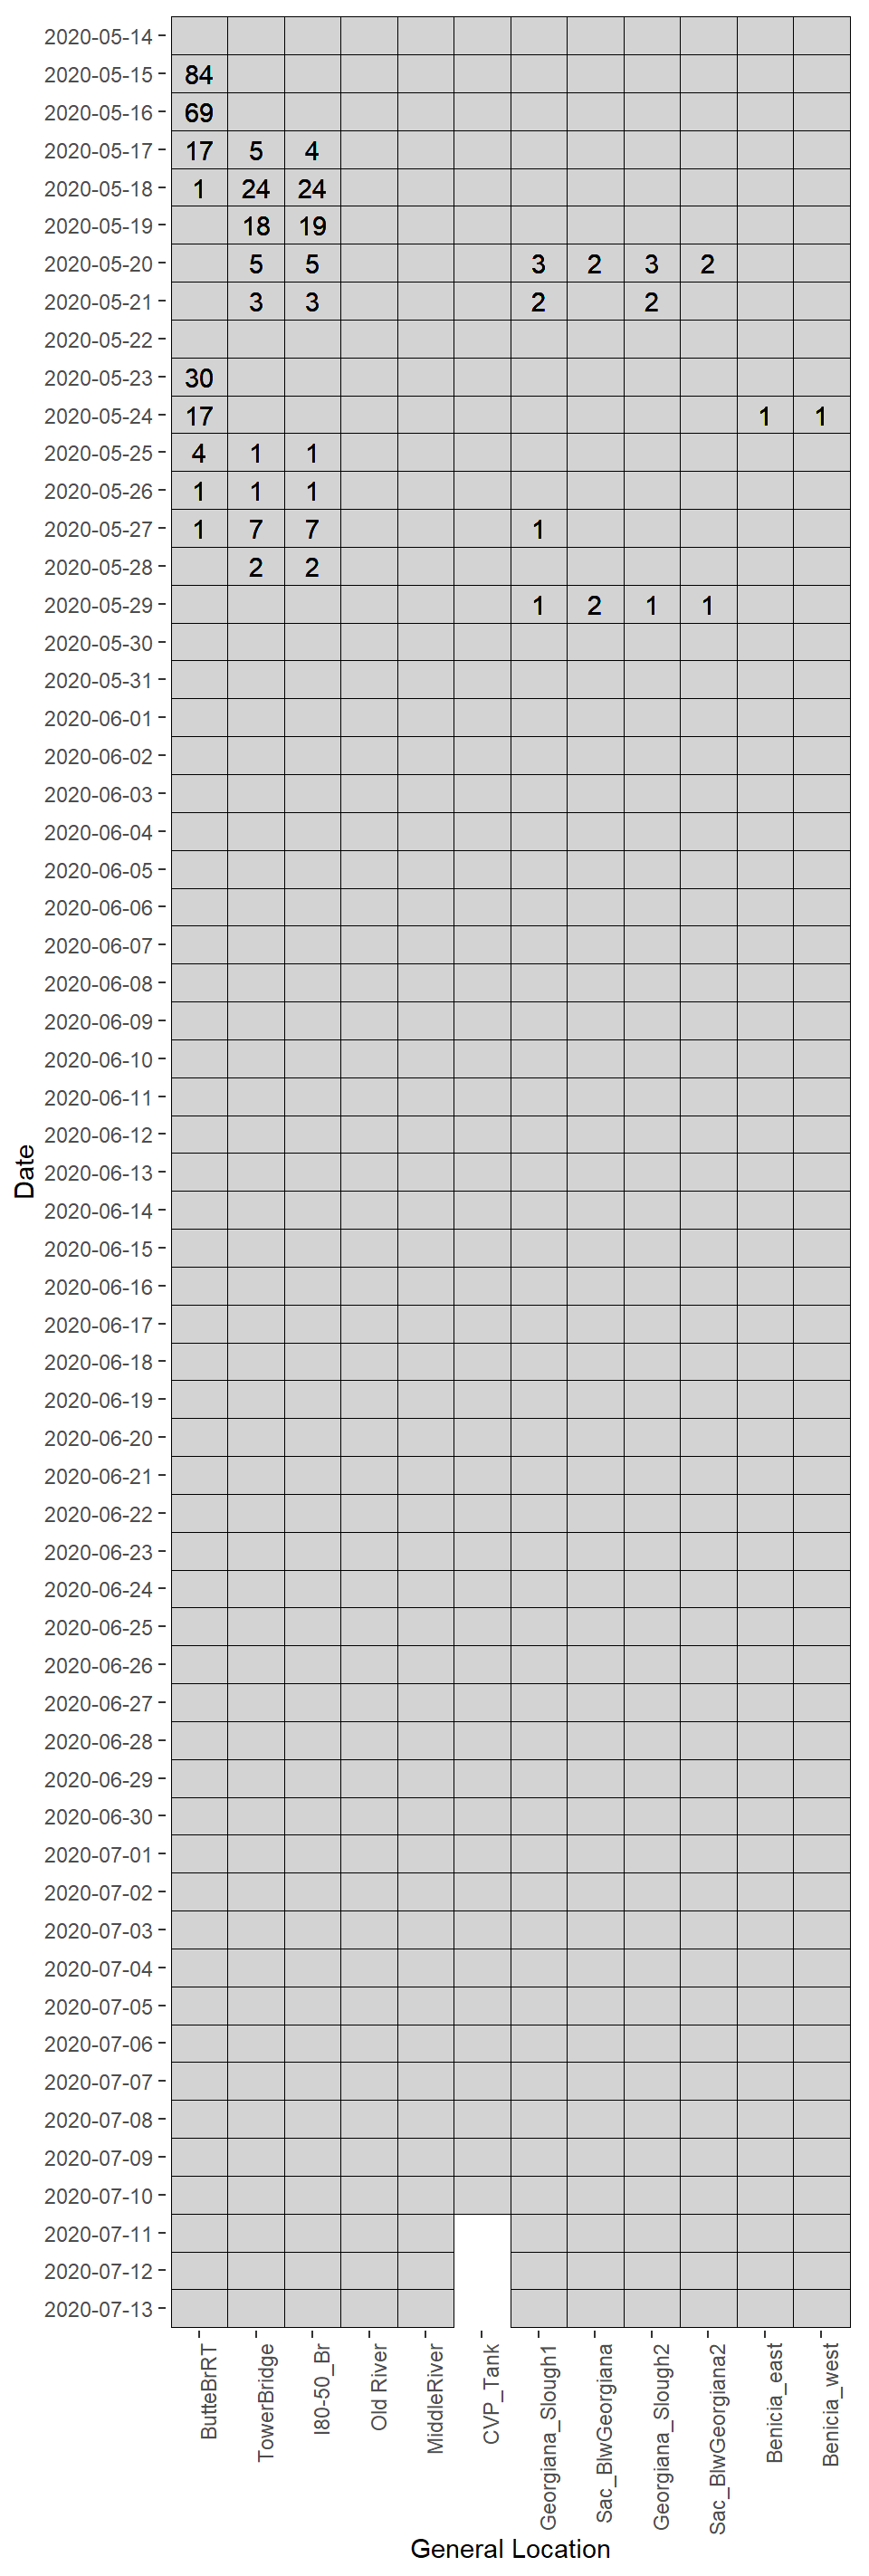 2020-05-14
2020-05-15 84
2020-05-16 69
2020-05-17 17 5 4
2020-05-18 1 24 24
2020-05-19 18 19
2020-05-20 5 5 3 2 3 2
2020-05-21 3 3 2 2
2020-05-22
2020-05-23 30
2020-05-24 17 1 1
2020-05-25 4 1 1
2020-05-26 1 1 1
2020-05-27 1 7 7 1
2020-05-28 2 2
2020-05-29 1 2 1 1
2020-05-30
2020-05-31
2020-06-01
2020-06-02
2020-06-03
2020-06-04
2020-06-05
2020-06-06
2020-06-07
2020-06-08
2020-06-09
2020-06-10
2020-06-11
2020-06-12
2020-06-13
2020-06-14
2020-06-15
2020-06-16
2020-06-17
2020-06-18
2020-06-19
2020-06-20
2020-06-21
2020-06-22
2020-06-23
2020-06-24
2020-06-25
2020-06-26
2020-06-27
2020-06-28
2020-06-29
2020-06-30
2020-07-01
2020-07-02
2020-07-03
2020-07-04
2020-07-05
2020-07-06
2020-07-07
2020-07-08
2020-07-09
2020-07-10
2020-07-11
2020-07-12
2020-07-13
Date
ButteBrRT
TowerBridge
I80-50_Br
Old River
MiddleRiver
CVP_Tank
Georgiana_Slough1
Sac_BlwGeorgiana
Georgiana_Slough2
Sac_BlwGeorgiana2
Benicia_east
Benicia_west
General Location